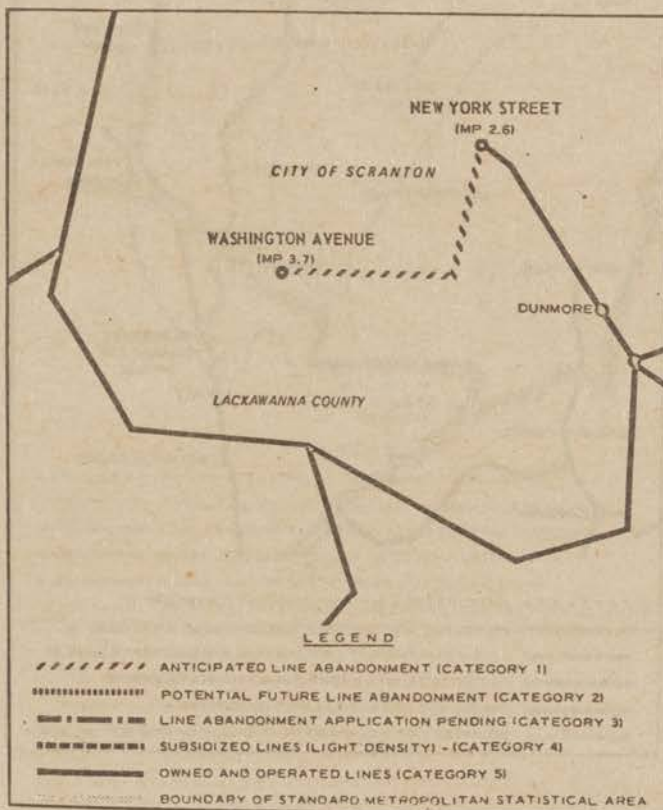 NEW YORK STREET
(MP 2.6)
CITY OF SCRANTON
WASHINGTON AVENUE
(MP 3.7)
DUNMORE
LACKAWANNA COUNTY
LEGEND
ANTICIPATED LINE ABANDONMENT (CATEGORY 1)
POTENTIAL FUTURE LINE ABANDONMENT (CATEGORY 2)
LINE ABANDONMENT APPLICATION PENDING (CATEGORY 3)
SUBSIDIZED LINES (LIGHT DENSITY) - (CATEGORY 4)
OWNED AND OPERATED LINES (CATEGORY 5)
BOUNDARY OF STANDARD METROPOLITAN STATISTICAL AREA